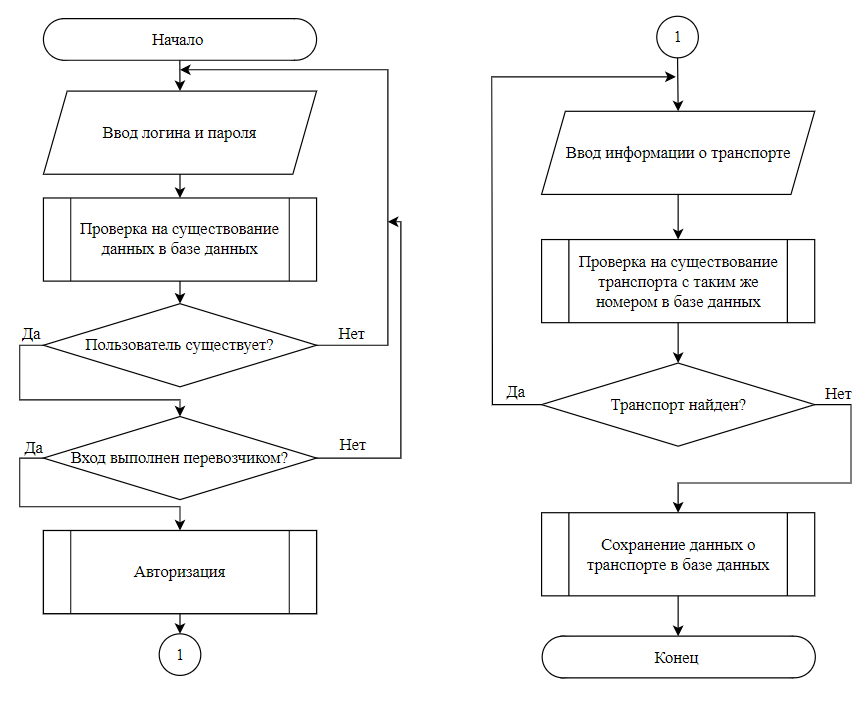 Начало
Ввод логина и пароля
Проверка на существование
данных в базе данных
Да
Пользователь существует?
Нет
Да
Вход выполнен перевозчиком?
Нет
Авторизация
1
1
Ввод информации о транспорте
Проверка на существование
транспорта с таким же
номером в базе данных
Да
Транспорт найден?
Нет
Сохранение данных о
транспорте в базе данных
Конец